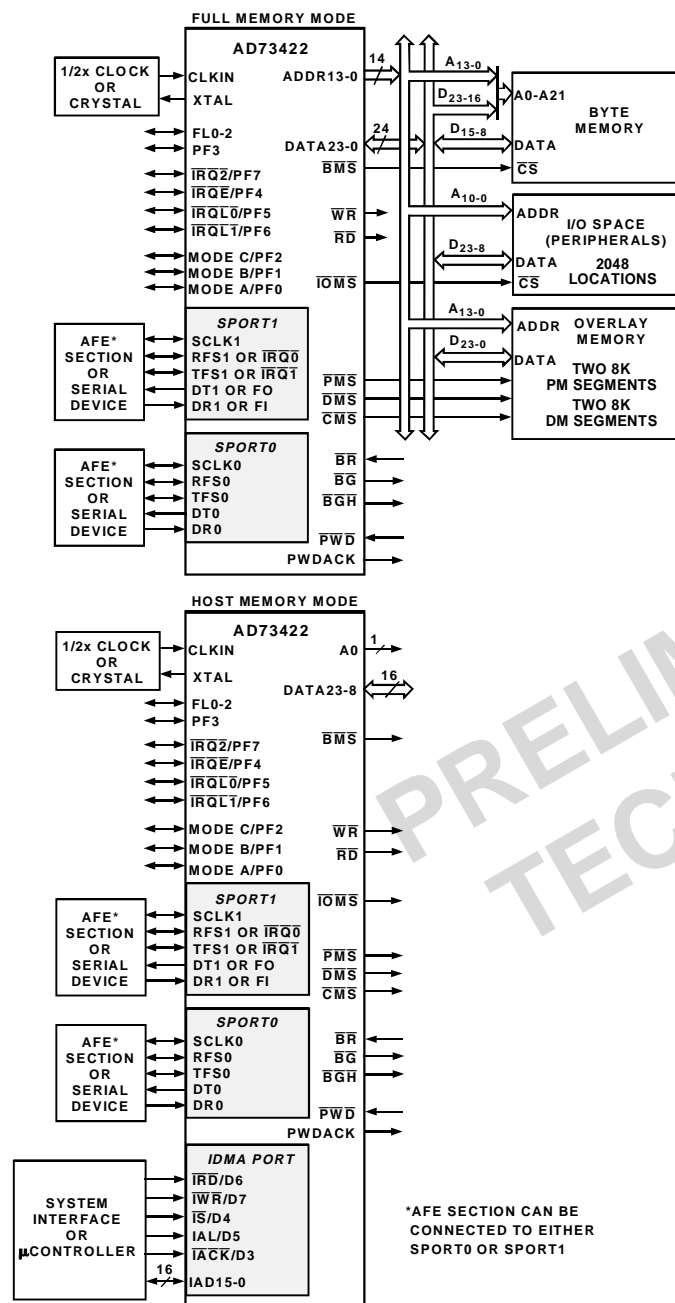 FULL MEMORY MODE
AD73422
1/2x CLOCK
OR
CRYSTAL
CLKIN
XTAL
FL0-2
PF3
IRQ2/PF7
IRQE/PF4
IRQL0/PF5
IRQL1/PF6
MODE C/PF2
MODE B/PF1
MODE A/PF0
AFE*
SECTION
OR
SERIAL
DEVICE
SPORT1
SCLK1
RFS1 OR IRQ0
TFS1 OR IRQ1
DT1 OR FO
DR1 OR FI
AFE*
SECTION
OR
SERIAL
DEVICE
SPORT0
SCLK0
RFS0
TFS0
DT0
DR0
ADDR13-0
14
DATA23-0
24
BMS
WR
RD
IOMS
PMS
DMS
CMS
BR
BG
BGH
PWD
PWDACK
A13-0
D23-16
D15-8
A0-A21
DATA
CS
BYTE
MEMORY
A10-0
D23-8
ADDR
DATA
CS
I/O SPACE
(PERIPHERALS)
2048
LOCATIONS
A13-0
D23-0
ADDR
DATA
OVERLAY
MEMORY
TWO 8K
PM SEGMENTS
TWO 8K
DM SEGMENTS
HOST MEMORY MODE
AD73422
1/2x CLOCK
OR
CRYSTAL
CLKIN
XTAL
FL0-2
PF3
IRQ2/PF7
IRQE/PF4
IRQL0/PF5
IRQL1/PF6
MODE C/PF2
MODE B/PF1
MODE A/PF0
AFE*
SECTION
OR
SERIAL
DEVICE
SPORT1
SCLK1
RFS1 OR IRQ0
TFS1 OR IRQ1
DT1 OR FO
DR1 OR FI
AFE*
SECTION
OR
SERIAL
DEVICE
SPORT0
SCLK0
RFS0
TFS0
DT0
DR0
SYSTEM
INTERFACE
OR
μCONTROLLER
IDMA PORT
IRD/D6
IWR/D7
IS/D4
IAL/D5
IACK/D3
16
IAD15-0
A0
1
DATA23-8
16
BMS
WR
RD
IOMS
PMS
DMS
CMS
BR
BG
BGH
PWD
PWDACK
*AFE SECTION CAN BE
CONNECTED TO EITHER
SPORT0 OR SPORT1